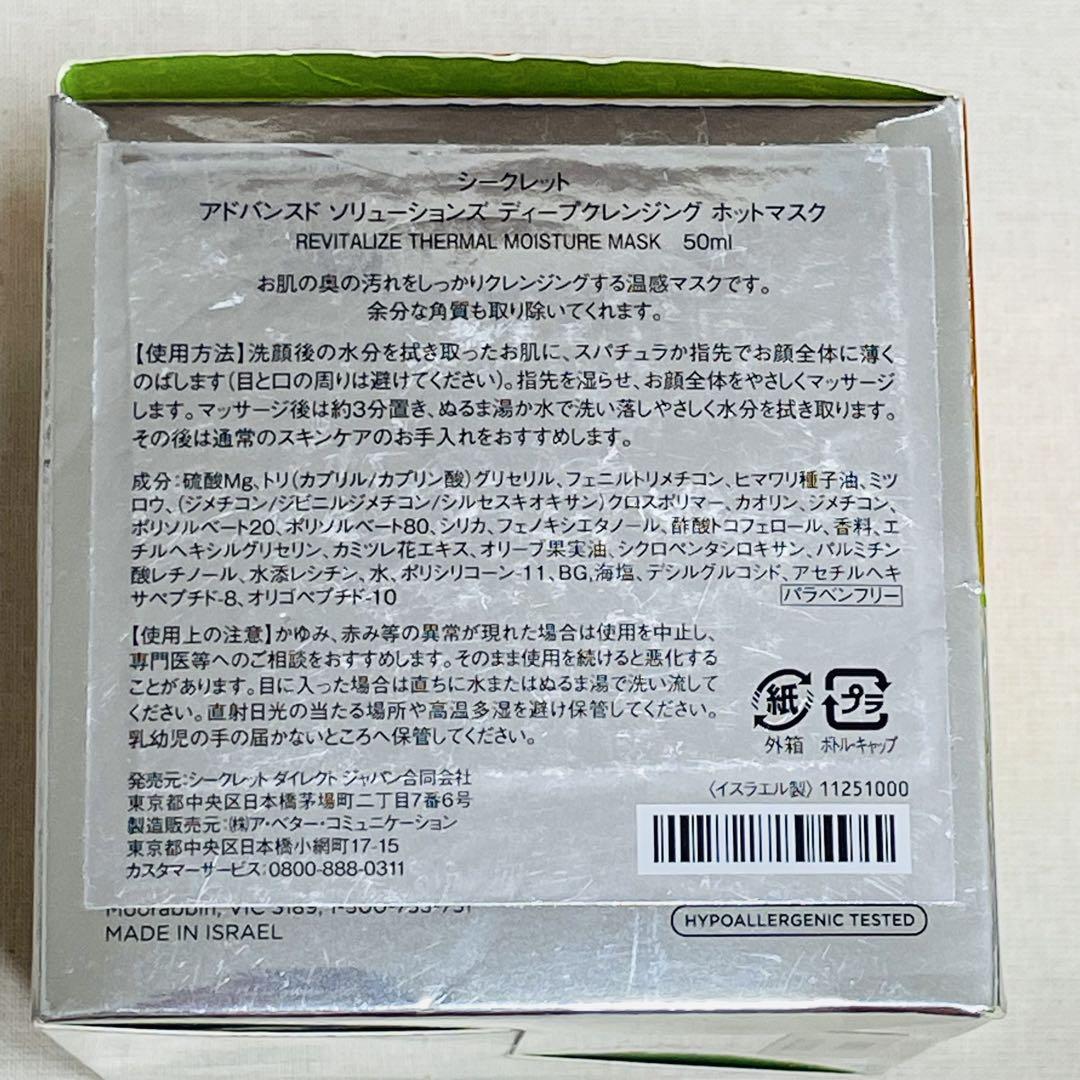 シークレット
アドバンスド ソリューションズ ディープクレンジング ホットマスク
REVITALIZE THERMAL MOISTURE MASK 50ml
お肌の奥の汚れをしっかりクレンジングする温感マスクです。
余分な角質も取り除いてくれます。
【使用方法】洗顔後の水分を拭き取ったお肌に、スパチュラか指先でお顔全体に薄く
のばします(目と口の周りは避けてください)。指先を湿らせ、お顔全体をやさしくマッサージ
します。マッサージ後は約3分置き、ぬるま湯か水で洗い落しやさしく水分を拭き取ります。
その後は通常のスキンケアのお手入れをおすすめします。
成分:硫酸Mg、トリ(カプリル/カプリン酸)グリセリル、フェニルトリメチコン、ヒマワリ種子油、ミツ
ロウ、(ジメチコン/ジビニルジメチコン/シルセスキオキサン)クロスポリマー、カオリン、ジメチコン、
ポリソルベート20、ポリソルベート80、シリカ、フェノキシエタノール、酢酸トコフェロール、香料、エ
チルヘキシルグリセリン、カミツレ花エキス、オリーブ果実油、シクロペンタシロキサン、パルミチン
酸レチノール、水添レシチン、水、ポリシリコーン-11、BG,海塩、デシルグルコシド、アセチルヘキ
サペプチド-8、オリゴペプチド-10
パラベンフリー
【使用上の注意】かゆみ、赤み等の異常が現れた場合は使用を中止し、
専門医等へのご相談をおすすめします。そのまま使用を続けると悪化する
ことがあります。目に入った場合は直ちに水またはぬるま湯で洗い流して
ください。直射日光の当たる場所や高温多湿を避け保管してください。
乳幼児の手の届かないところへ保管してください。
紙 プラ
外箱 ボトル・キャップ
発売元:シークレット ダイレクト ジャパン合同会社
東京都中央区日本橋茅場町二丁目7番6号
製造販売元:㈱ア・ベター・コミュニケーション
東京都中央区日本橋小網町17-15
カスタマーサービス:0800-888-0311
〈イスラエル製〉11251000
Moorabbin, VIC 3189, 1-300-755-751
MADE IN ISRAEL
HYPOALLERGENIC TESTED